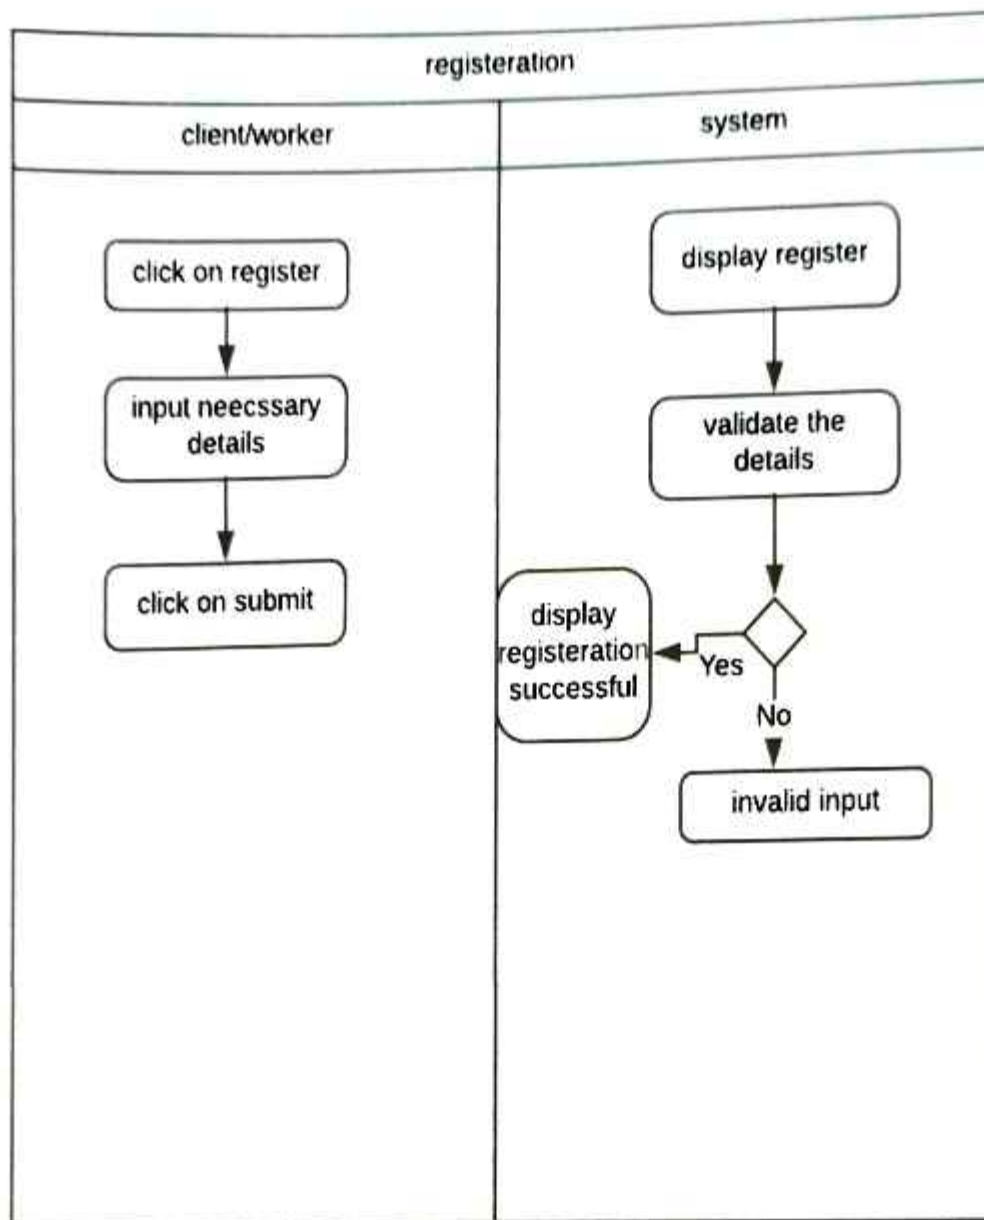 registeration
client/worker
system
click on register
input neecssary
details
click on submit
display register
validate the
details
Yes
No
display
registeration
successful
invalid input